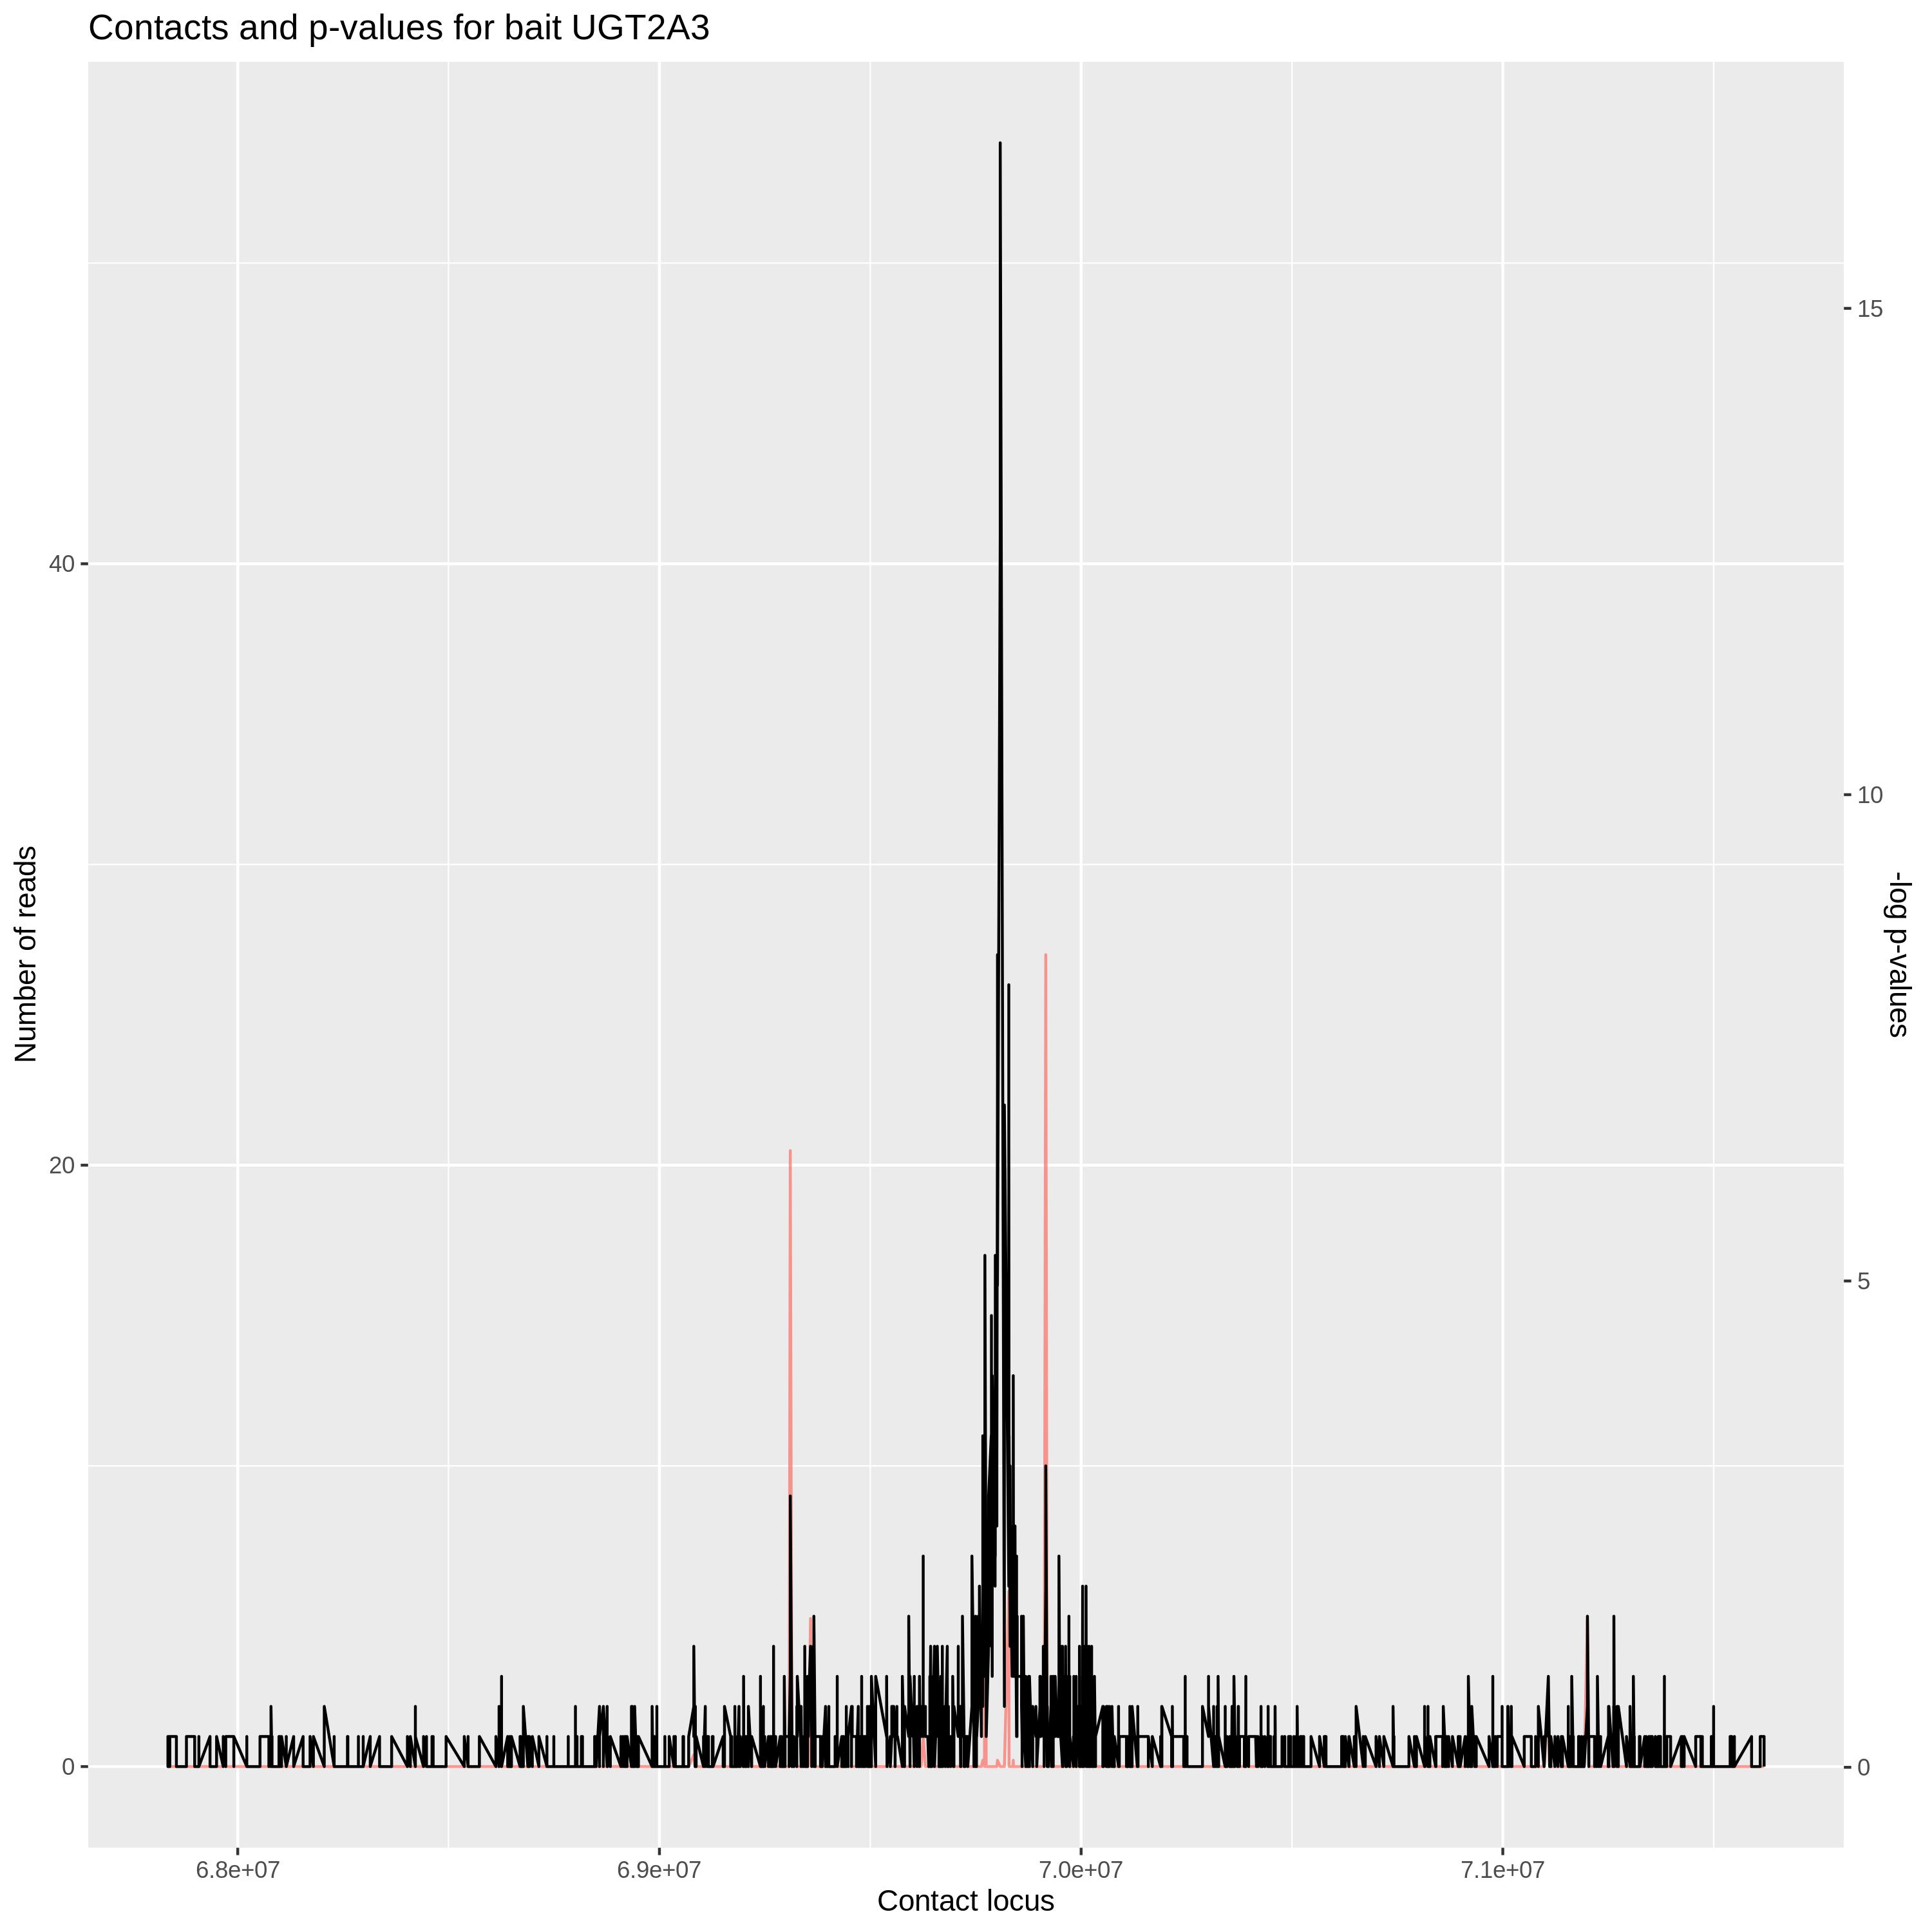 Contacts and p-values for bait UGT2A3
40
20
0
Number of reads
15
10
5
0
-log p-values
6.8e+07 6.9e+07 7.0e+07 7.1e+07
Contact locus